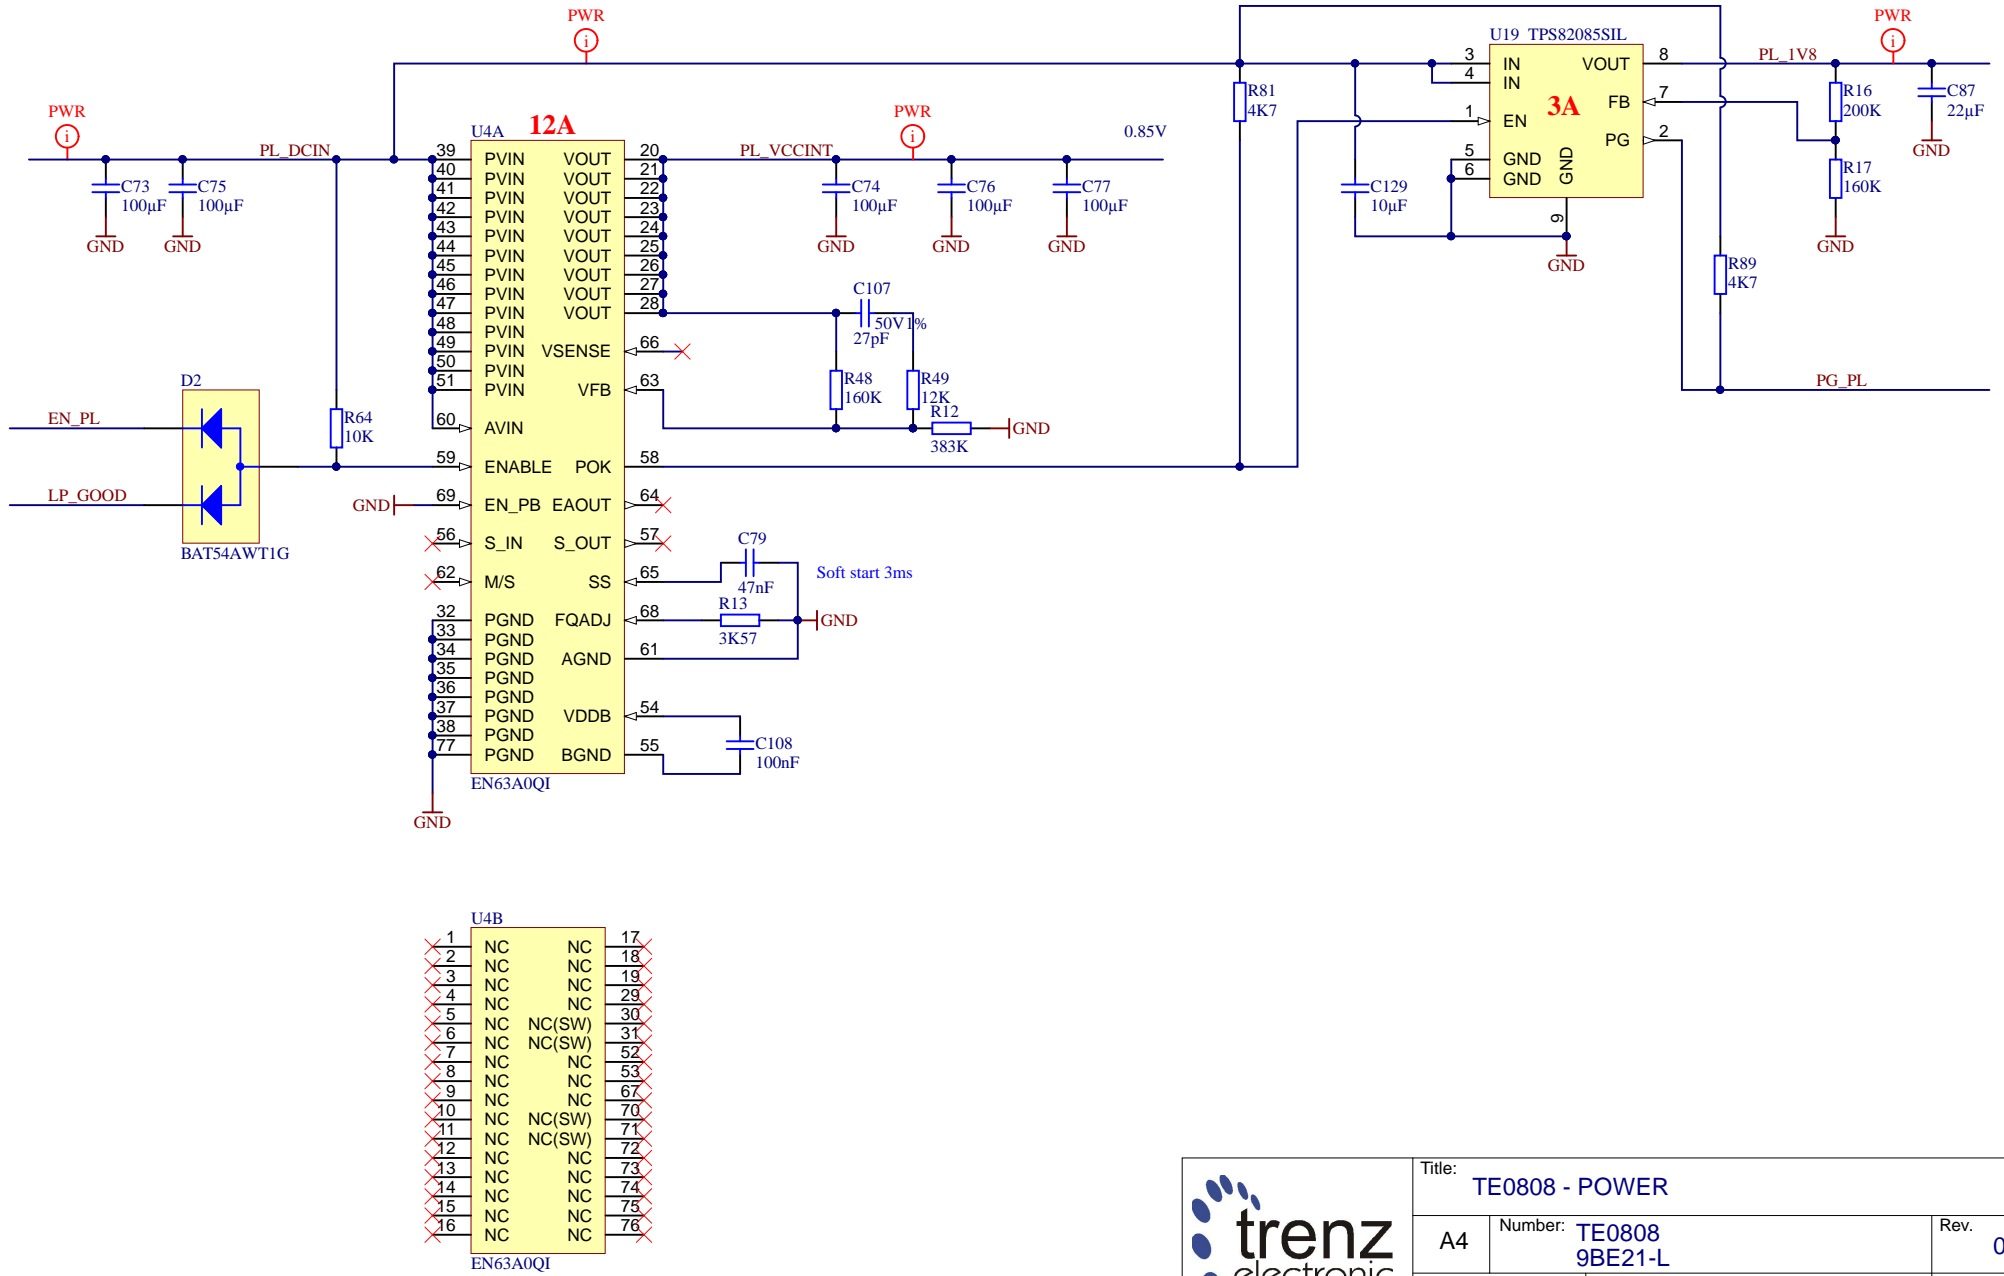 PWR
PWR
U19 TPS82085SIL
3 IN VOUT 8 PL_1V8
4 IN
R81
4K7
FB 7
R16
200K
C87
22µF
GND
3A
1 EN
PG 2
5 GND
6 GND
GND
9
GND
R17
160K
GND
C129
10µF
R89
4K7
PG_PL
PWR
PL_DCIN
C73
100µF
GND
C75
100µF
GND
U4A 12A
PWR
PL_VCCINT
0.85V
C74
100µF
GND
C76
100µF
GND
C77
100µF
GND
39 PVIN VOUT 20
40 PVIN VOUT 21
41 PVIN VOUT 22
42 PVIN VOUT 23
43 PVIN VOUT 24
44 PVIN VOUT 25
45 PVIN VOUT 26
46 PVIN VOUT 27
47 PVIN VOUT 28
48 PVIN
49 PVIN VSENSE 66
50 PVIN
51 PVIN VFB 63
60 AVIN
59 ENABLE POK 58
69 EN_PB EAOUT 64
56 S_IN S_OUT 57
62 M/S SS 65
32 PGND FQADJ 68
33 PGND
34 PGND AGND 61
35 PGND
36 PGND
37 PGND VDDB 54
38 PGND
77 PGND BGND 55
EN63A0QI
GND
GND
C107
50V1%
27pF
R48
160K
R49
12K
R12
383K
GND
D2
EN_PL
LP_GOOD
BAT54AWT1G
R64
10K
C79
47nF
Soft start 3ms
R13
3K57
GND
C108
100nF
U4B
1 NC NC 17
2 NC NC 18
3 NC NC 19
4 NC NC 29
5 NC NC(SW) 30
6 NC NC(SW) 31
7 NC NC 52
8 NC NC 53
9 NC NC 67
10 NC NC(SW) 70
11 NC NC(SW) 71
12 NC NC 72
13 NC NC 73
14 NC NC 74
15 NC NC 75
16 NC NC 76
EN63A0QI
trenz
electronic
Title:
TE0808 - POWER
A4
Number: TE0808
9BE21-L
Rev.
0